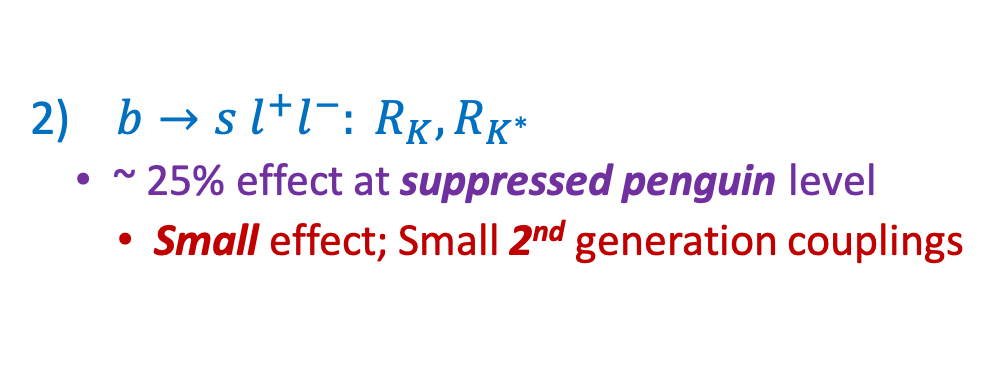 2) b → s l⁺l⁻: R_K, R_K*
• ~ 25% effect at suppressed penguin level
• Small effect; Small 2nd generation couplings